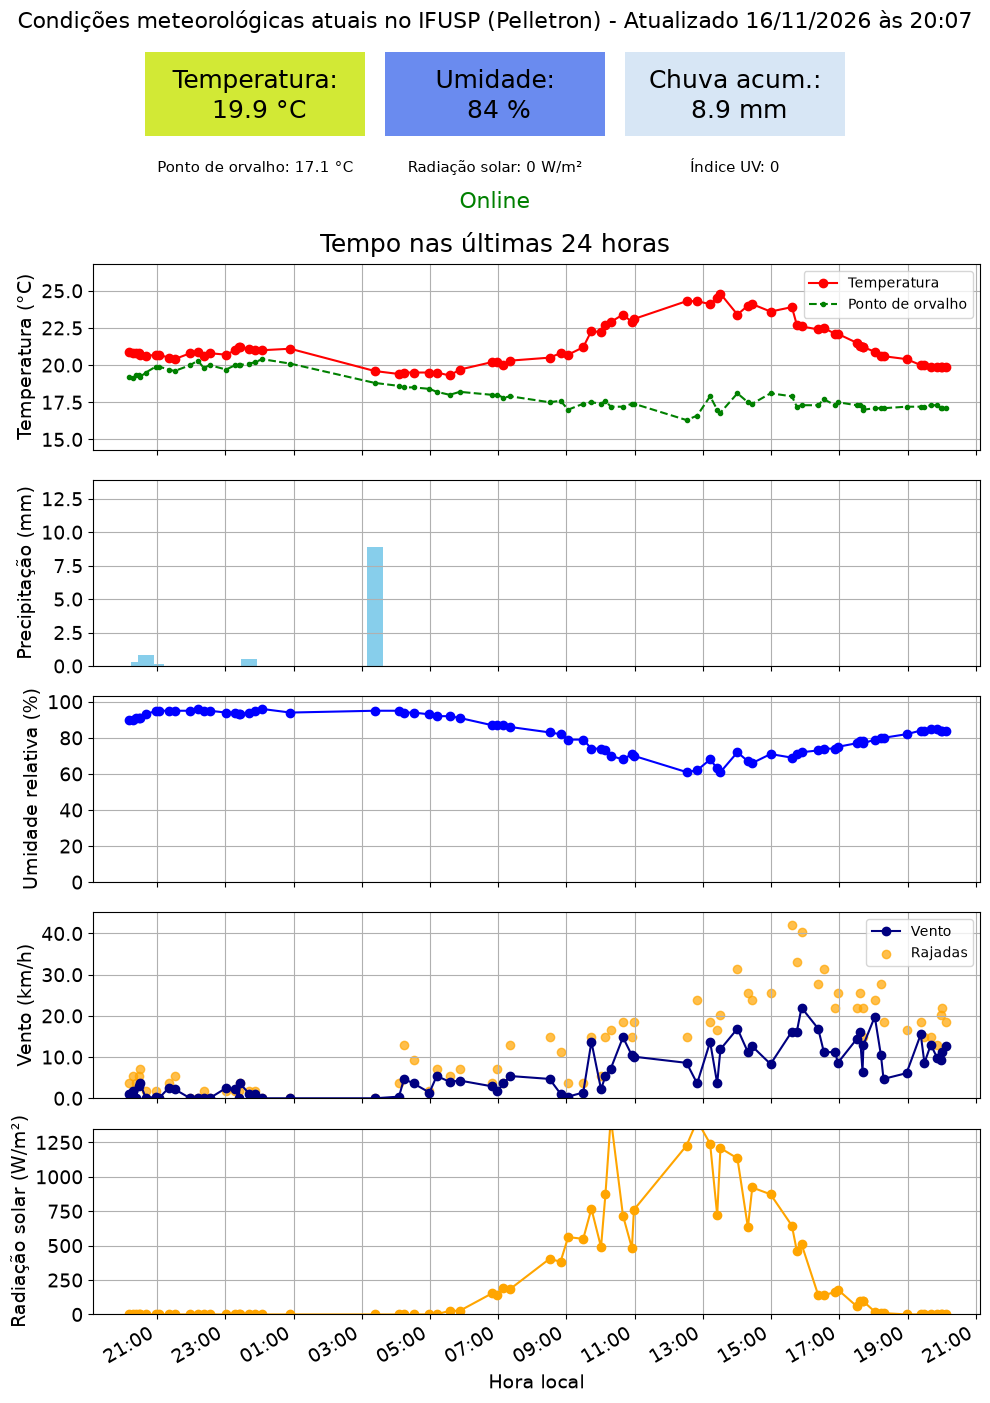 Condições meteorológicas atuais no IFUSP (Pelletron) - Atualizado 16/11/2026 às 20:07
Temperatura:
19.9 °C
Umidade:
84 %
Chuva acum.:
8.9 mm
Ponto de orvalho: 17.1 °C
Radiação solar: 0 W/m²
Índice UV: 0
Online
Tempo nas últimas 24 horas
Temperatura (°C)
25.0
22.5
20.0
17.5
15.0
Temperatura
Ponto de orvalho
Precipitação (mm)
12.5
10.0
7.5
5.0
2.5
0.0
Umidade relativa (%)
100
80
60
40
20
0
Vento (km/h)
40.0
30.0
20.0
10.0
0.0
Vento
Rajadas
Radiação solar (W/m²)
1250
1000
750
500
250
0
21:00
23:00
01:00
03:00
05:00
07:00
09:00
11:00
13:00
15:00
17:00
19:00
21:00
Hora local